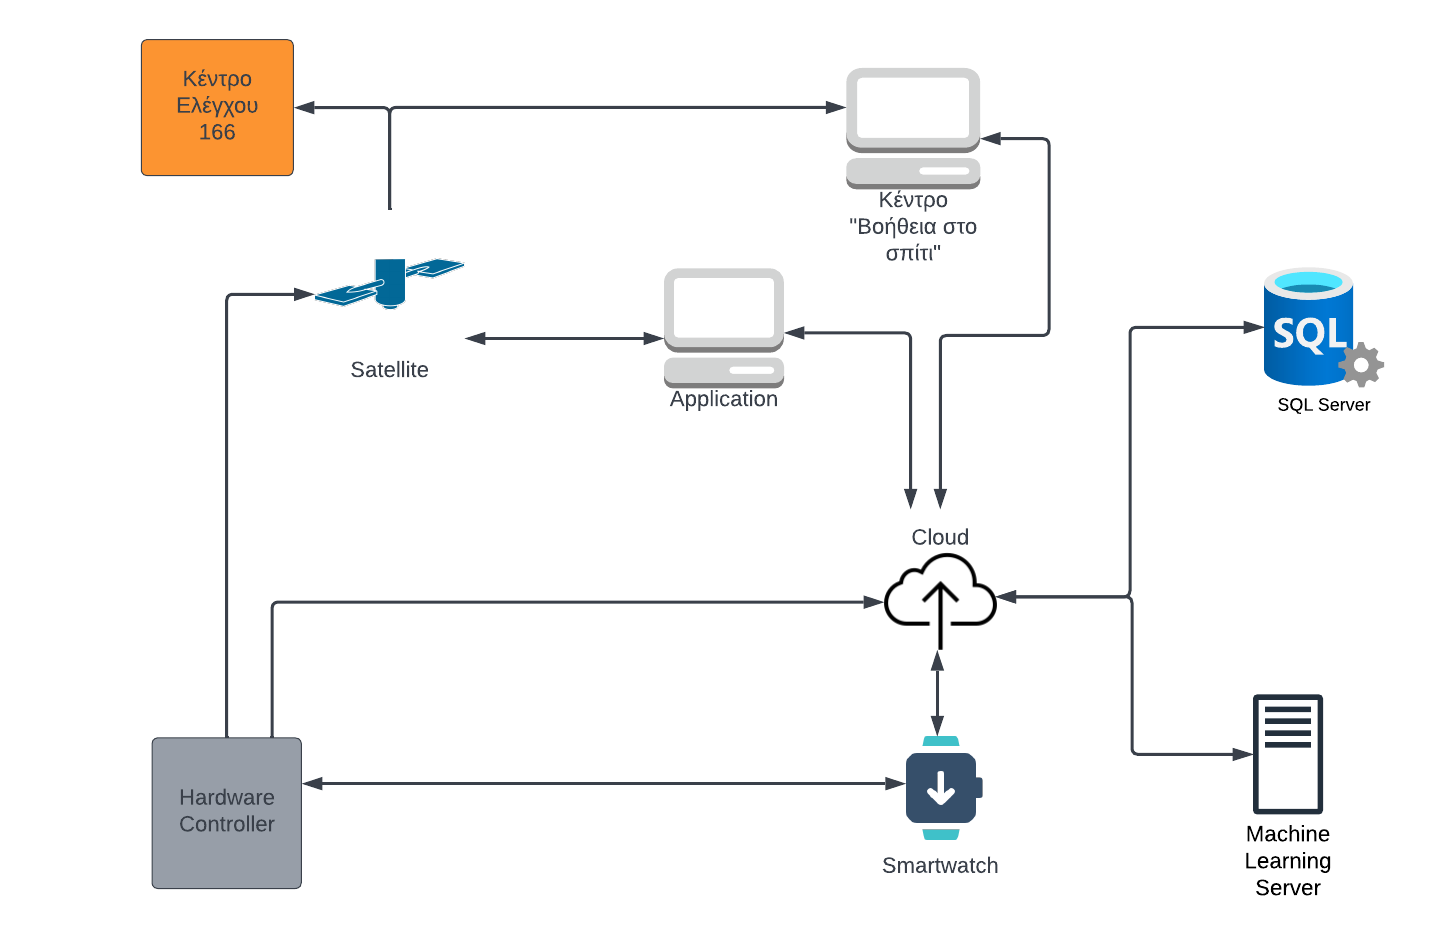 Κέντρο
Ελέγχου
166
Κέντρο
"Βοήθεια στο
σπίτι"
Satellite
Application
SQL
SQL Server
Cloud
Hardware
Controller
Smartwatch
Machine
Learning
Server